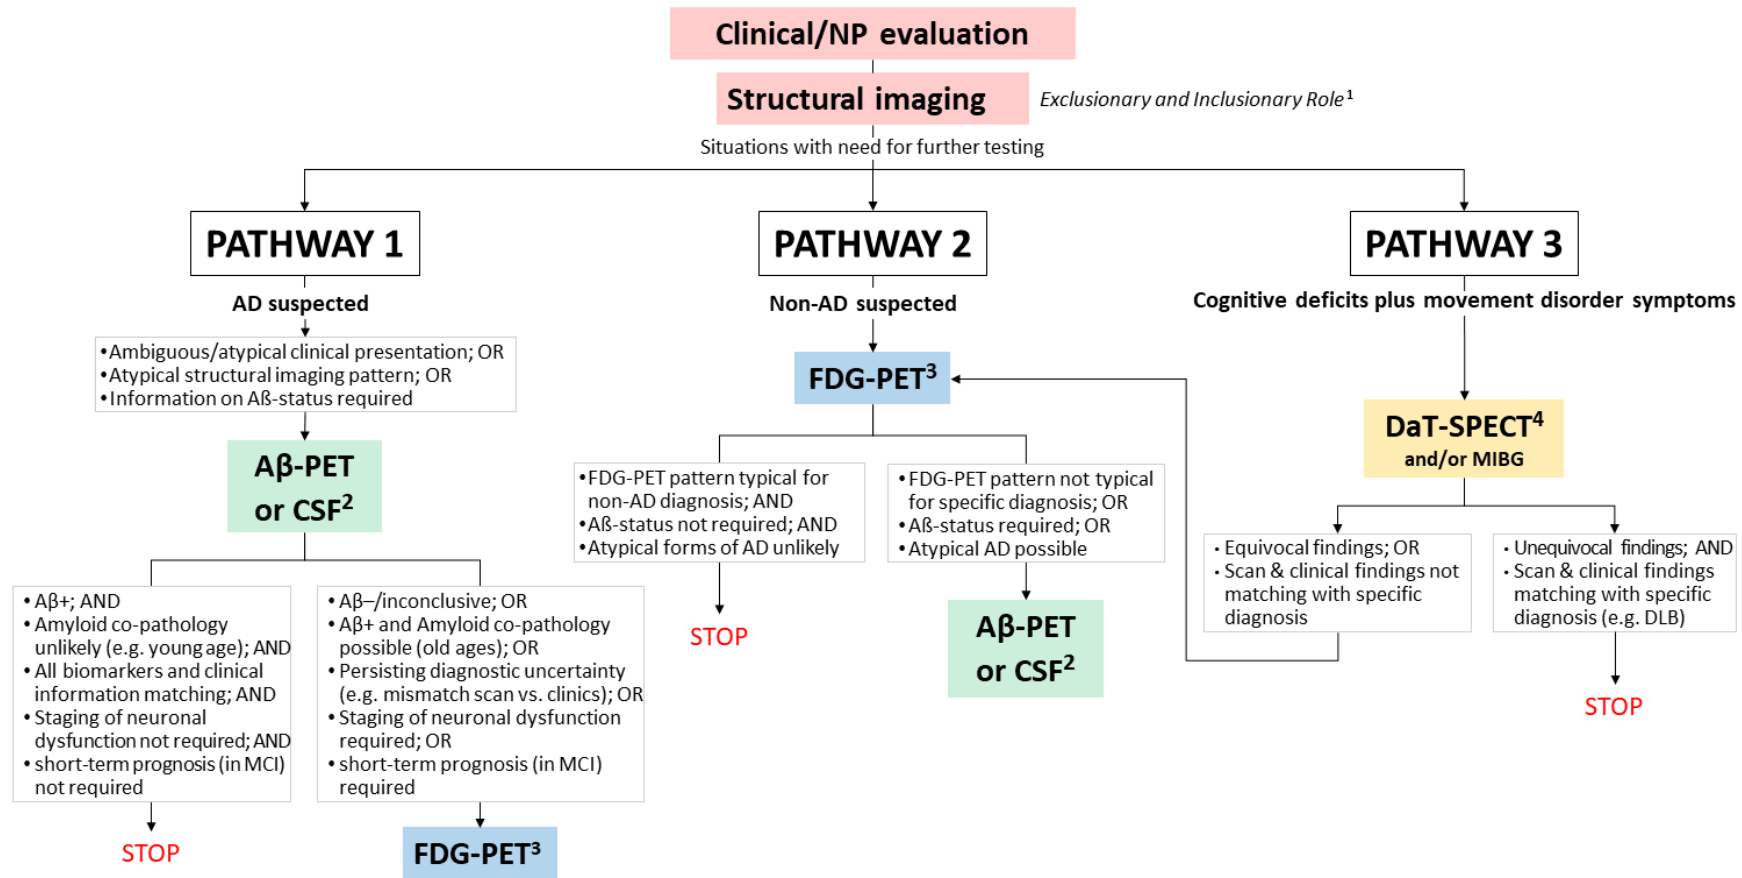 Clinical/NP evaluation
Structural imaging
Exclusionary and Inclusionary Role¹
Situations with need for further testing
PATHWAY 1
AD suspected
•Ambiguous/atypical clinical presentation; OR
•Atypical structural imaging pattern; OR
•Information on Aß-status required
Aβ-PET
or CSF²
• Aβ+; AND
• Amyloid co-pathology
unlikely (e.g. young age); AND
• All biomarkers and clinical
information matching; AND
• Staging of neuronal
dysfunction not required; AND
• short-term prognosis (in MCI)
not required
STOP
• Aβ–/inconclusive; OR
• Aβ+ and Amyloid co-pathology
possible (old ages); OR
• Persisting diagnostic uncertainty
(e.g. mismatch scan vs. clinics); OR
• Staging of neuronal dysfunction
required; OR
• short-term prognosis (in MCI)
required
FDG-PET³
PATHWAY 2
Non-AD suspected
FDG-PET³
•FDG-PET pattern typical for
non-AD diagnosis; AND
•Aß-status not required; AND
•Atypical forms of AD unlikely
STOP
• FDG-PET pattern not typical
for specific diagnosis; OR
• Aß-status required; OR
• Atypical AD possible
Aβ-PET
or CSF²
PATHWAY 3
Cognitive deficits plus movement disorder symptoms
DaT-SPECT⁴
and/or MIBG
• Equivocal findings; OR
• Scan & clinical findings not
matching with specific
diagnosis
• Unequivocal findings; AND
• Scan & clinical findings
matching with specific
diagnosis (e.g. DLB)
STOP